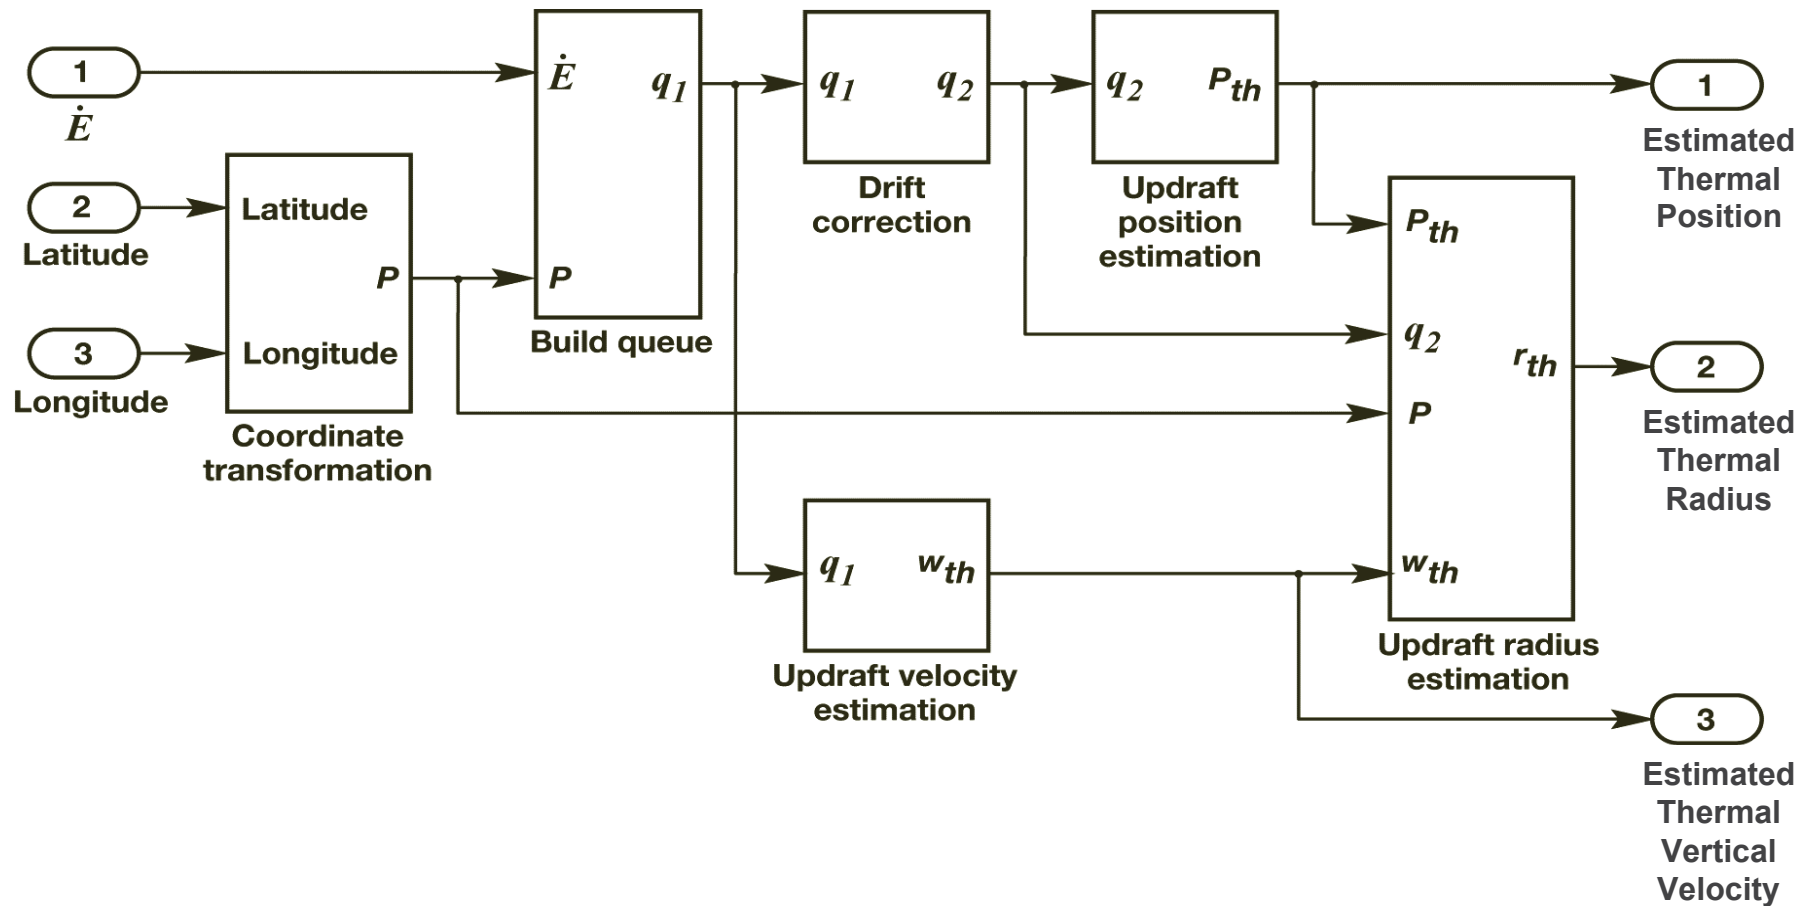 1
Ė
2
Latitude
3
Longitude
Latitude
P
Longitude
Coordinate
transformation
Ė
q1
P
Build queue
q1 q2
Drift
correction
q2 Pth
Updraft
position
estimation
q1 wth
Updraft velocity
estimation
Pth
q2
rth
P
wth
Updraft radius
estimation
1
Estimated
Thermal
Position
2
Estimated
Thermal
Radius
3
Estimated
Thermal
Vertical
Velocity